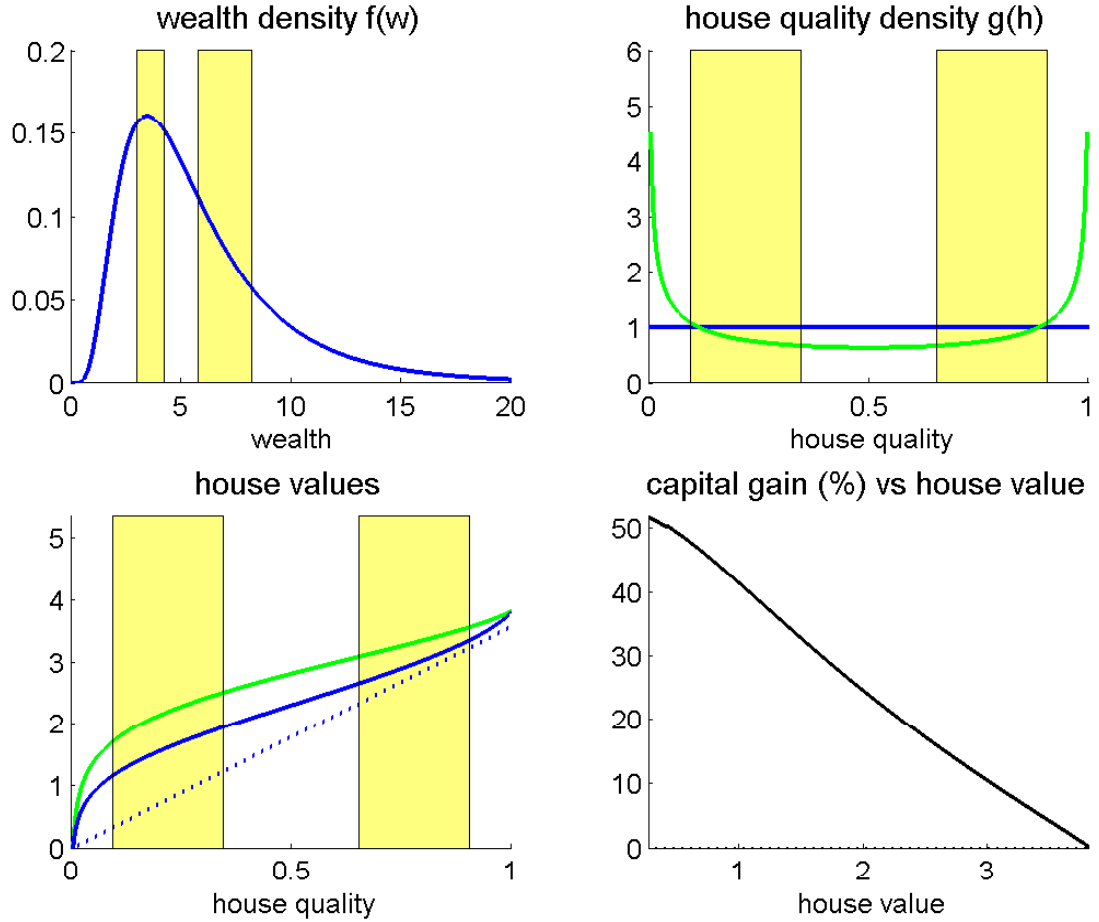 wealth density f(w)
0.2
0.15
0.1
0.05
0
0 5 10 15 20
wealth
house quality density g(h)
6
5
4
3
2
1
0
0 0.5 1
house quality
house values
5
4
3
2
1
0
0 0.5 1
house quality
capital gain (%) vs house value
50
40
30
20
10
0
1 2 3
house value